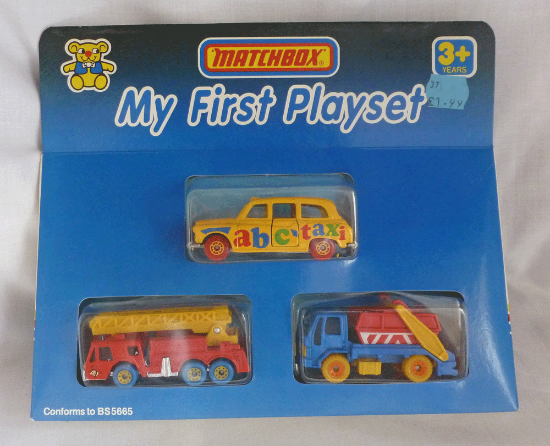 MATCHBOX
3+
YEARS
My First Playset
abc taxi
Conforms to BS5665